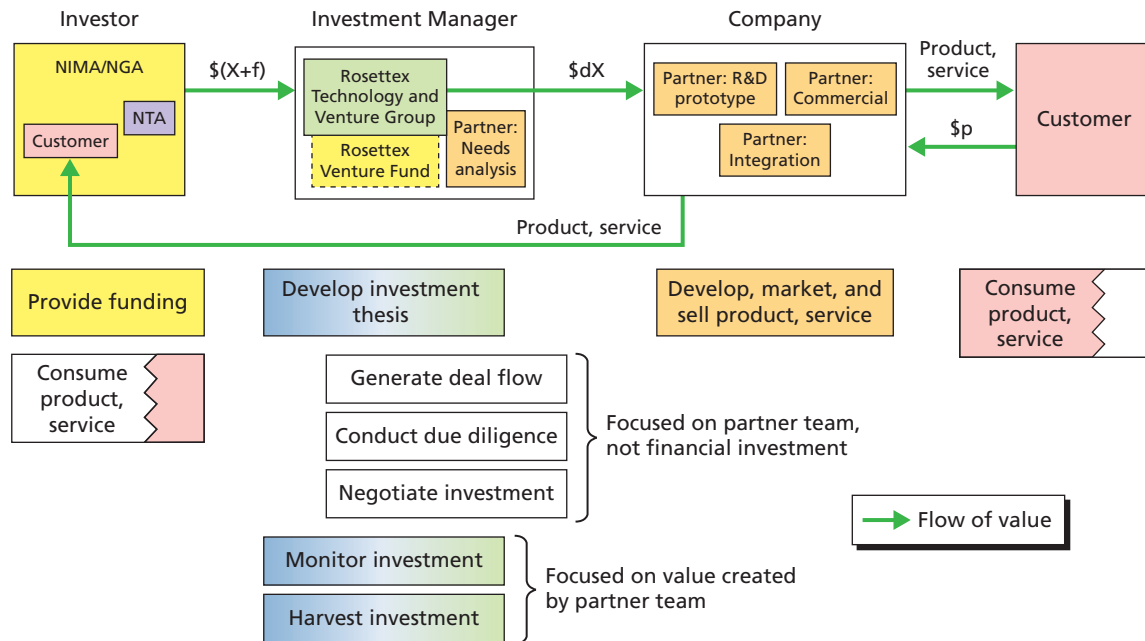 Investor
Investment Manager
Company
NIMA/NGA
NTA
Customer
$(X+f)
Rosettex
Technology and
Venture Group
Rosettex
Venture Fund
Partner:
Needs
analysis
$dX
Partner: R&D
prototype
Partner:
Commercial
Partner:
Integration
Product,
service
$p
Customer
Product, service
Provide funding
Develop investment
thesis
Develop, market, and
sell product, service
Consume
product,
service
Consume
product,
service
Generate deal flow
Conduct due diligence
Negotiate investment
Focused on partner team,
not financial investment
Flow of value
Monitor investment
Harvest investment
Focused on value created
by partner team